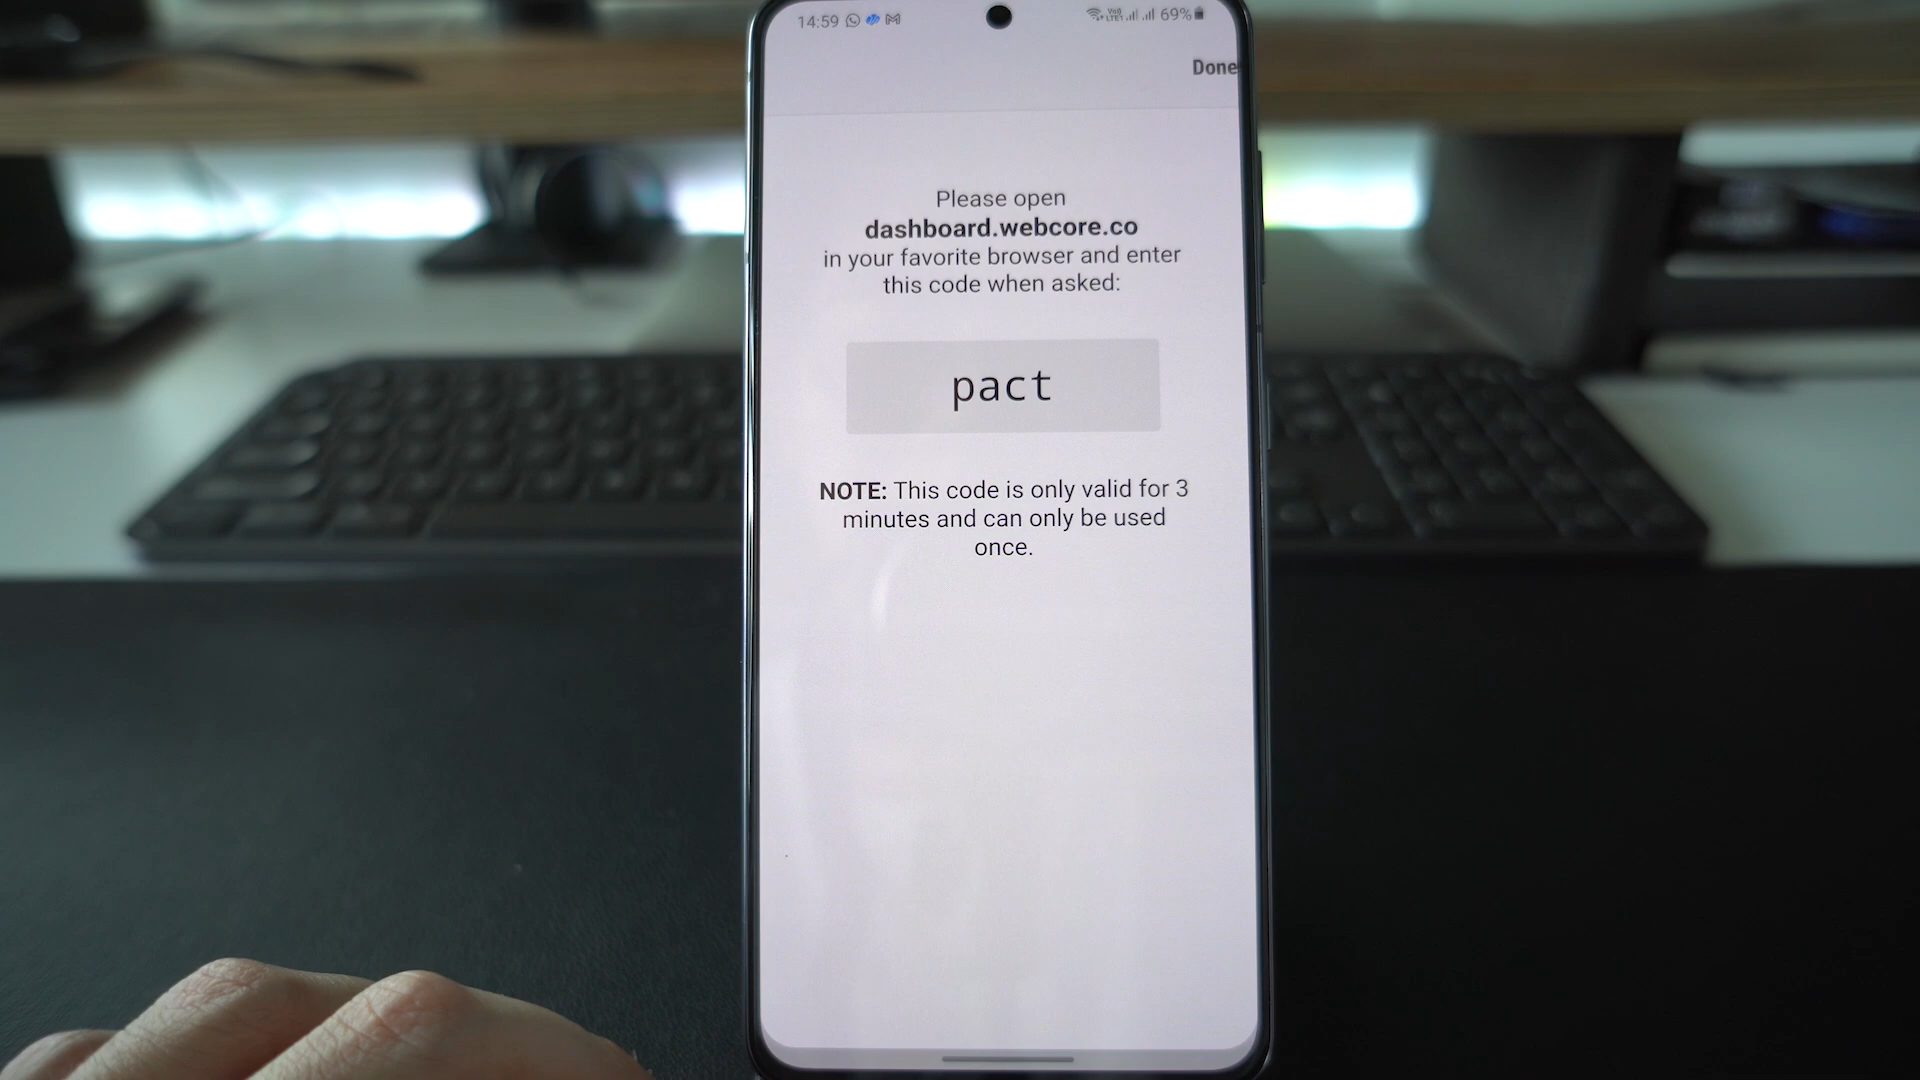 14:59 69%
Done
Please open
dashboard.webcore.co
in your favorite browser and enter
this code when asked:
pact
NOTE: This code is only valid for 3
minutes and can only be used
once.